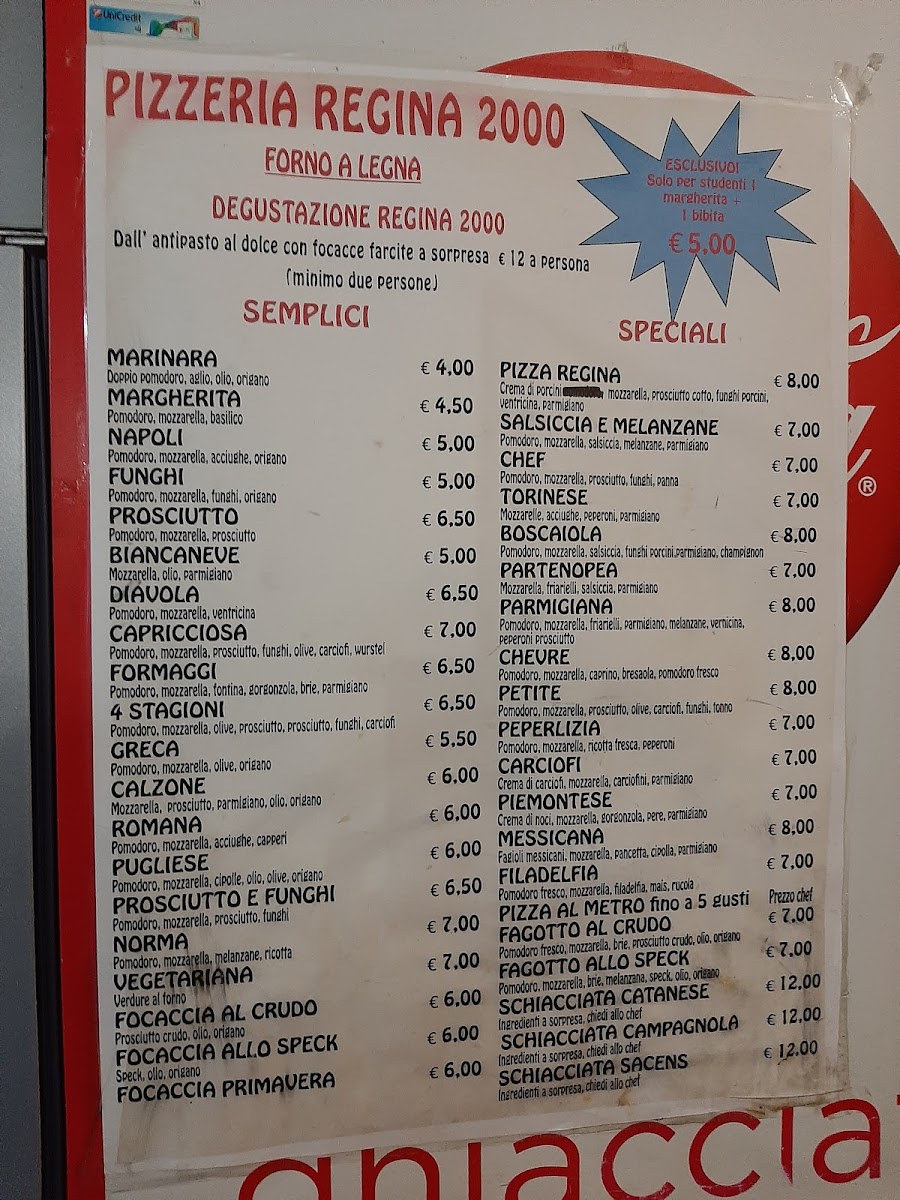 UniCredit
PIZZERIA REGINA 2000
FORNO A LEGNA
DEGUSTAZIONE REGINA 2000
Dall' antipasto al dolce con focacce farcite a sorpresa € 12 a persona
(minimo due persone)
ESCLUSIVO!
Solo per studenti 1
margherita +
1 bibita
€ 5,00
SEMPLICI
MARINARA € 4,00
Doppio pomodoro, aglio, olio, origano
MARGHERITA € 4,50
Pomodoro, mozzarella, basilico
NAPOLI € 5,00
Pomodoro, mozzarella, acciughe, origano
FUNGHI € 5,00
Pomodoro, mozzarella, funghi, origano
PROSCIUTTO € 6,50
Pomodoro, mozzarella, prosciutto
BIANCANEVE € 5,00
Mozzarella, olio, parmigiano
DIAVOLA € 6,50
Pomodoro, mozzarella, ventricina
CAPRICCIOSA € 7,00
Pomodoro, mozzarella, prosciutto, funghi, olive, carciofi, wurstel
FORMAGGI € 6,50
Pomodoro, mozzarella, fontina, gorgonzola, brie, parmigiano
4 STAGIONI € 6,50
Pomodoro, mozzarella, olive, prosciutto, prosciutto, funghi, carciofi
GRECA € 5,50
Pomodoro, mozzarella, olive, origano
CALZONE € 6,00
Mozzarella, prosciutto, parmigiano, olio, origano
ROMANA € 6,00
Pomodoro, mozzarella, acciughe, capperi
PUGLIESE € 6,00
Pomodoro, mozzarella, cipolle, olio, olive, origano
PROSCIUTTO E FUNGHI € 6,50
Pomodoro, mozzarella, prosciutto, funghi
NORMA € 7,00
Pomodoro, mozzarella, melanzane, ricotta
VEGETARIANA € 7,00
Verdure al forno
FOCACCIA AL CRUDO € 6,00
Prosciutto crudo, olio, origano
FOCACCIA ALLO SPECK € 6,00
Speck, olio, origano
FOCACCIA PRIMAVERA € 6,00
SPECIALI
PIZZA REGINA € 8,00
Crema di porcini mozzarella, prosciutto cotto, funghi porcini,
ventricina, parmigiano
SALSICCIA E MELANZANE € 7,00
Pomodoro, mozzarella, salsiccia, melanzane, parmigiano
CHEF € 7,00
Pomodoro, mozzarella, prosciutto, funghi, panna
TORINESE € 7,00
Mozzarelle, acciughe, peperoni, parmigiano
BOSCAIOLA € 8,00
Pomodoro, mozzarella, salsiccia, funghi porcini,parmigiano, champignon
PARTENOPEA € 7,00
Mozzarella, friarielli, salsiccia, parmigiano
PARMIGIANA € 8,00
Pomodoro, mozzarella, friarielli, parmigiano, melanzane, vernicina,
peperoni prosciutto
CHEVRE € 8,00
Pomodoro, mozzarella, caprino, bresaola, pomodoro fresco
PETITE € 8,00
Pomodoro, mozzarella, prosciutto, olive, carciofi, funghi, tonno
PEPERLIZIA € 7,00
Pomodoro, mozzarella, ricotta fresca, peperoni
CARCIOFI € 7,00
Crema di carciofi, mozzarella, carciofini, parmigiano
PIEMONTESE € 7,00
Crema di noci, mozzarella, gorgonzola, pere, parmigiano
MESSICANA € 8,00
Fagioli messicani, mozzarella, pancetta, cipolla, parmigiano
FILADELFIA € 7,00
Pomodoro fresco, mozzarella, filadelfia, mais, rucola
PIZZA AL METRO fino a 5 gusti Prezzo chef
FAGOTTO AL CRUDO € 7,00
Pomodoro fresco, mozzarella, brie, prosciutto crudo, olio, origano
FAGOTTO ALLO SPECK € 7,00
Pomodoro, mozzarella, brie, melanzana, speck, olio, origano
SCHIACCIATA CATANESE € 12,00
Ingredienti a sorpresa, chiedi allo chef
SCHIACCIATA CAMPAGNOLA € 12,00
Ingredienti a sorpresa, chiedi allo chef
SCHIACCIATA SACENS € 12,00
Ingredienti a sorpresa, chiedi allo chef
®
ghiaccia